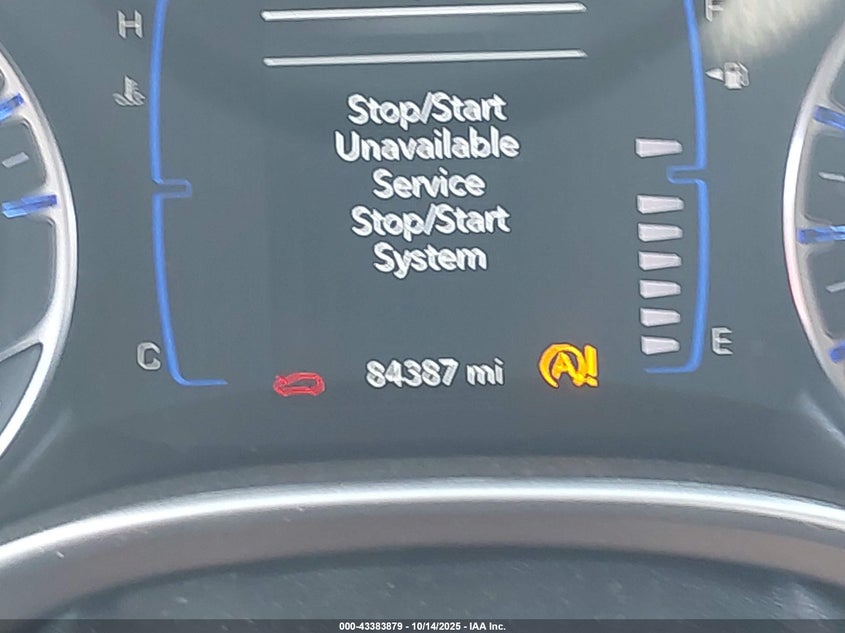 H
F
Stop/Start
Unavailable
Service
Stop/Start
System
C
E
84387 mi
A!
000-43383879 - 10/14/2025 - IAA Inc.